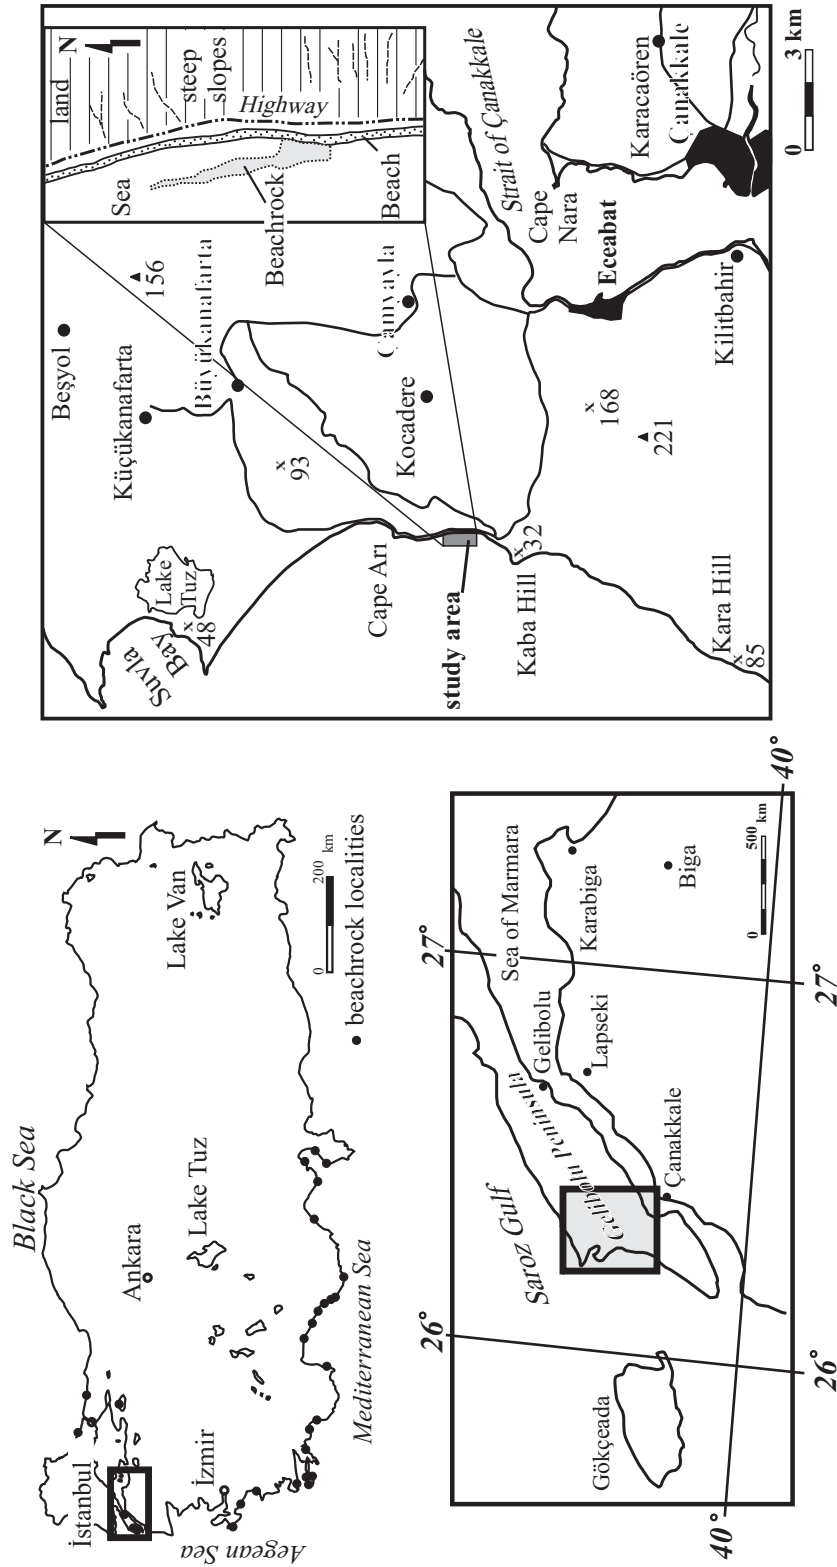 Black Sea
İstanbul
Ankara
Lake Tuz
Lake Van
İzmir
Aegean Sea
Mediterranean Sea
N
0 200 km
beachrock localities
26°
27°
Saroz Gulf
Gelibolu Peninsula
Sea of Marmara
Gelibolu
Lapseki
Karabiga
Biga
Çanakkale
Gökçeada
0 500 km
40°
40°
26°
27°
Suvla
Bay
Lake
Tuz
48
Küçükanafarta
Beşyol
156
Büyükanafarta
93
Cape Arı
Kocadere
Çamyayla
study area
Kaba Hill
32
168
221
Kara Hill
85
Eceabat
Kilitbahir
Strait of Çanakkale
Cape
Nara
Karacaören
Çanakkale
0 3 km
Sea
land
N
steep
slopes
Highway
Beachrock
Beach